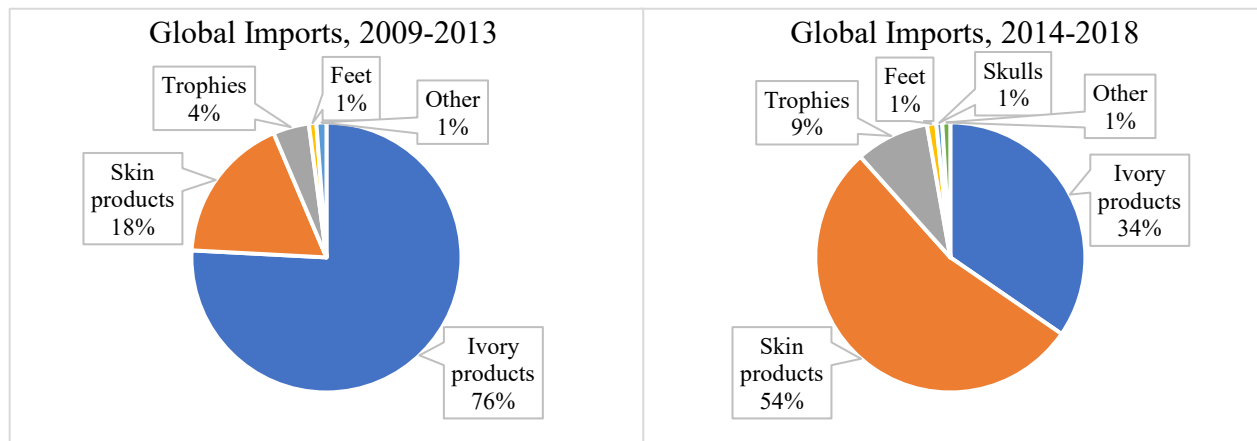 Global Imports, 2009-2013
Trophies
4%
Feet
1%
Other
1%
Skin
products
18%
Ivory
products
76%
Global Imports, 2014-2018
Trophies
9%
Feet
1%
Skulls
1%
Other
1%
Ivory
products
34%
Skin
products
54%